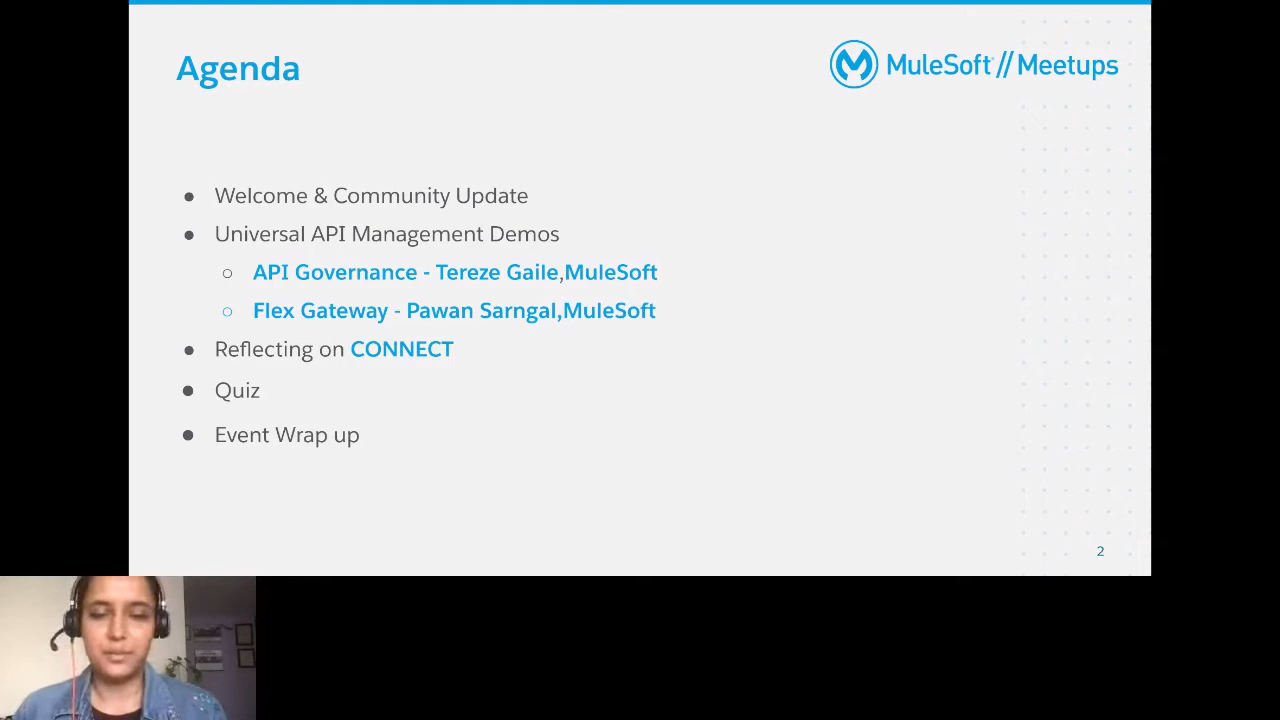 Agenda
MuleSoft // Meetups
● Welcome & Community Update
● Universal API Management Demos
○ API Governance - Tereze Gaile,MuleSoft
○ Flex Gateway - Pawan Sarngal,MuleSoft
● Reflecting on CONNECT
● Quiz
● Event Wrap up
2